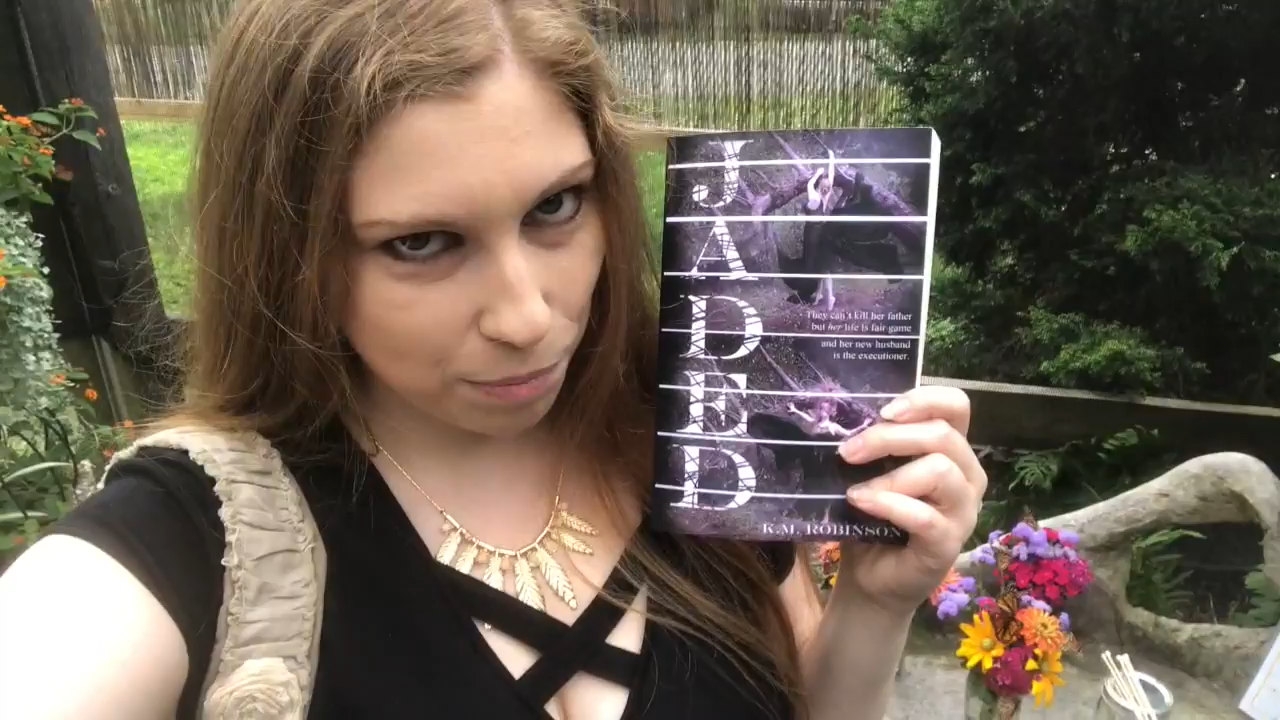 JADED
They can't kill her father
but her life is fair game
and her new husband
is the executioner.
K.M. ROBINSON